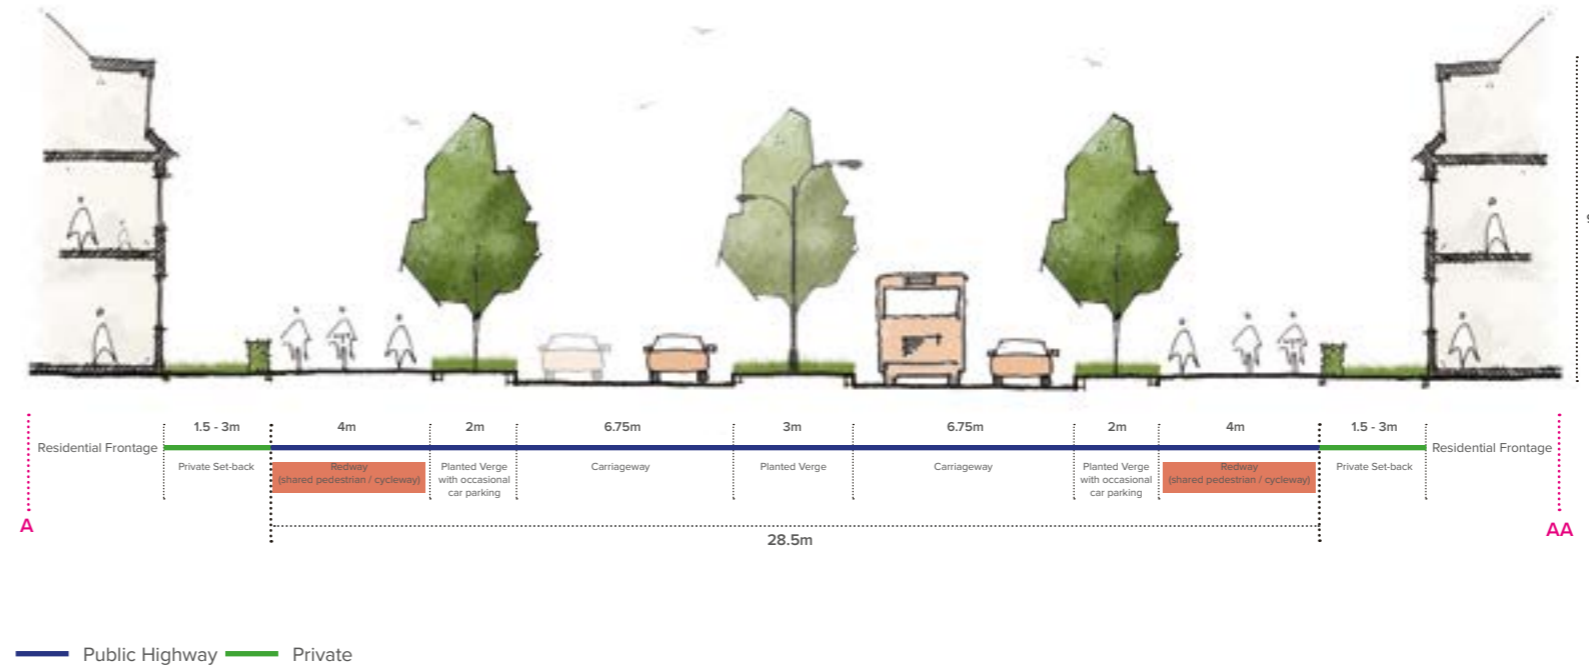 1.5 - 3m
4m
2m
6.75m
3m
6.75m
2m
4m
1.5 - 3m
Residential Frontage
Residential Frontage
Private Set-back
Redway
(shared pedestrian / cycleway)
Planted Verge
with occasional
car parking
Carriageway
Planted Verge
Carriageway
Planted Verge
with occasional
car parking
Redway
(shared pedestrian / cycleway)
Private Set-back
A
AA
28.5m
Public Highway
Private